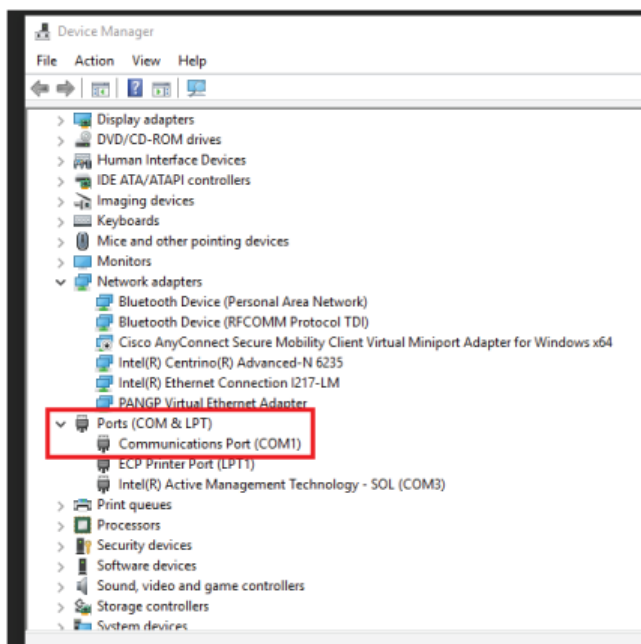 Device Manager
File Action View Help
Display adapters
DVD/CD-ROM drives
Human Interface Devices
IDE ATA/ATAPI controllers
Imaging devices
Keyboards
Mice and other pointing devices
Monitors
Network adapters
Bluetooth Device (Personal Area Network)
Bluetooth Device (RFCOMM Protocol TDI)
Cisco AnyConnect Secure Mobility Client Virtual Miniport Adapter for Windows x64
Intel(R) Centrino(R) Advanced-N 6235
Intel(R) Ethernet Connection I217-LM
PANGP Virtual Ethernet Adapter
Ports (COM & LPT)
Communications Port (COM1)
ECP Printer Port (LPT1)
Intel(R) Active Management Technology - SOL (COM3)
Print queues
Processors
Security devices
Software devices
Sound, video and game controllers
Storage controllers
System devices